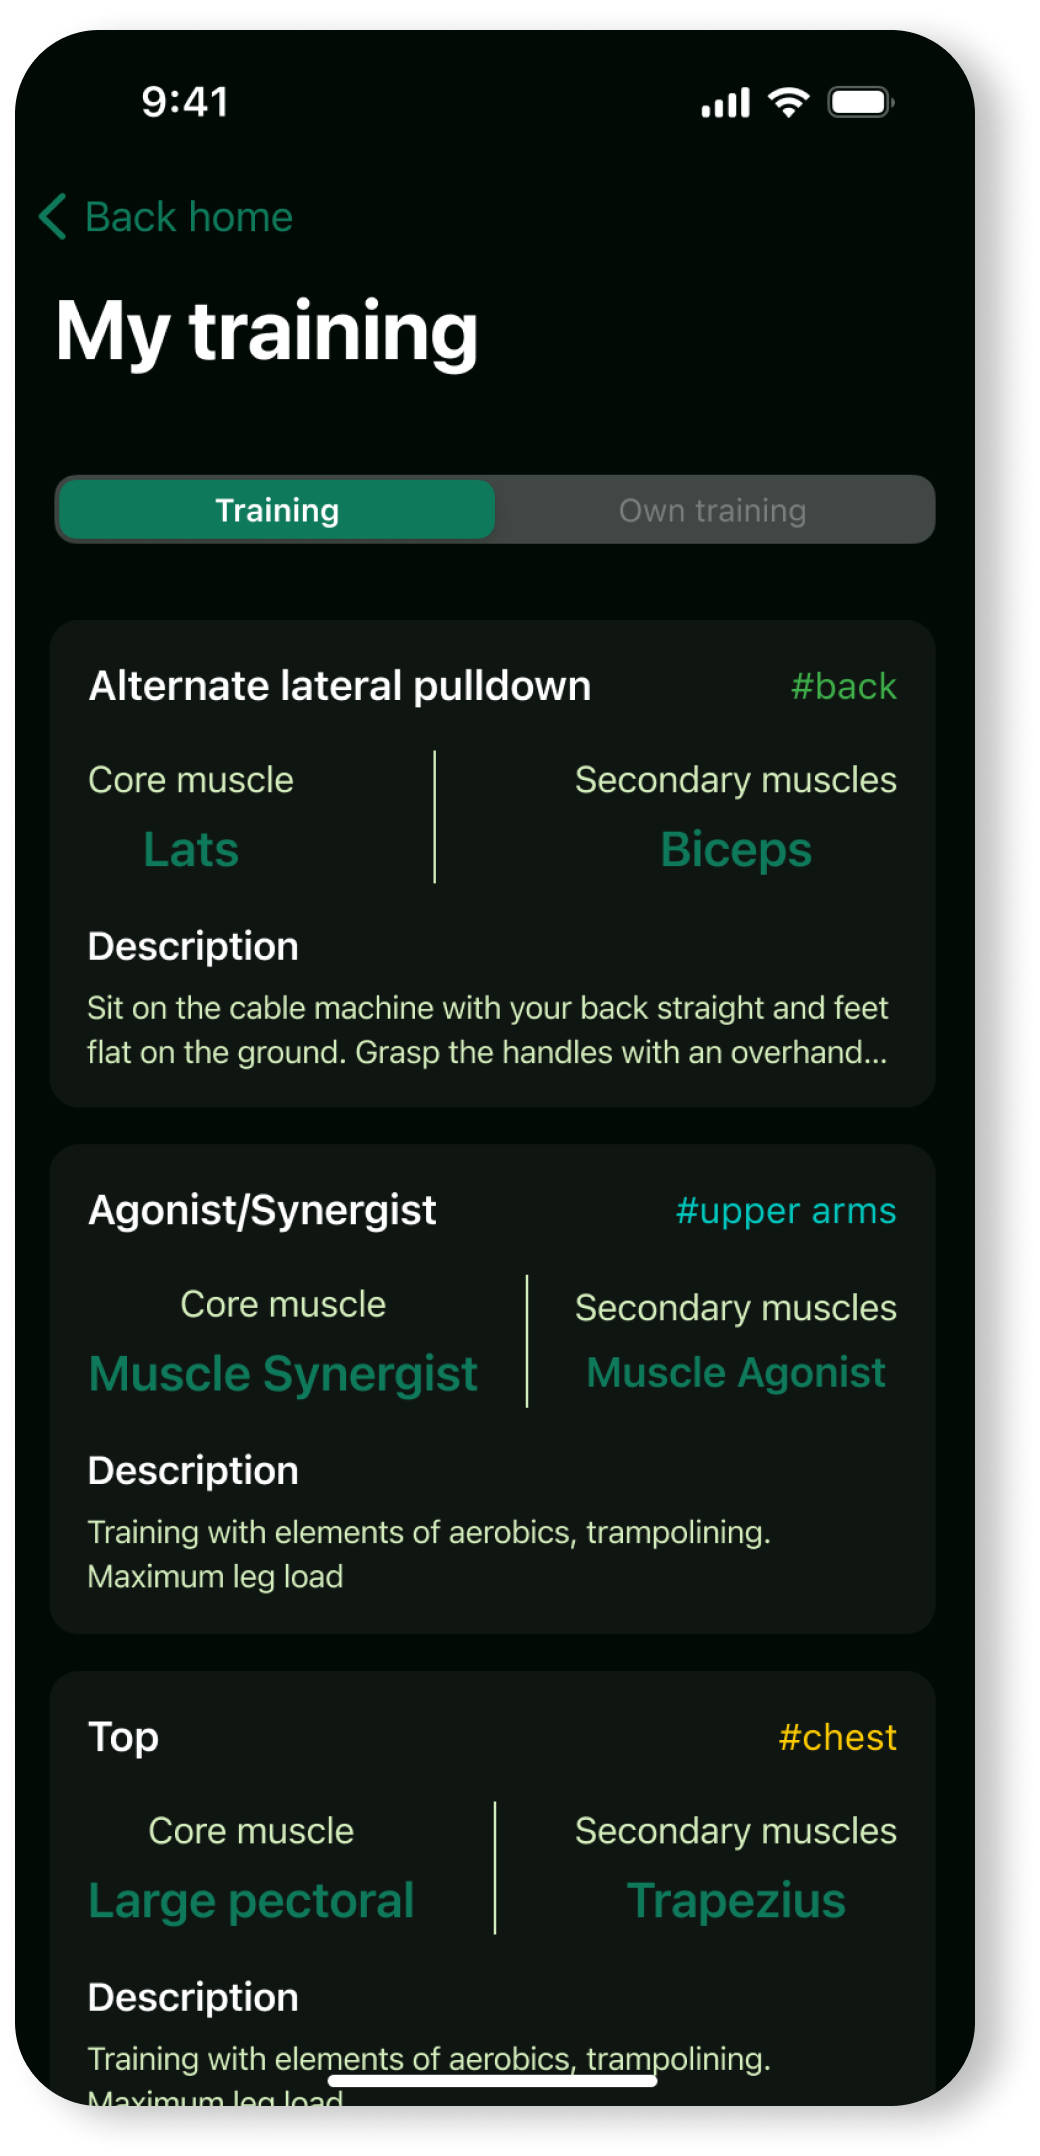 9:41
Back home
My training
Training
Own training
Alternate lateral pulldown
#back
Core muscle
Secondary muscles
Lats
Biceps
Description
Sit on the cable machine with your back straight and feet
flat on the ground. Grasp the handles with an overhand...
Agonist/Synergist
#upper arms
Core muscle
Secondary muscles
Muscle Synergist
Muscle Agonist
Description
Training with elements of aerobics, trampolining.
Maximum leg load
Top
#chest
Core muscle
Secondary muscles
Large pectoral
Trapezius
Description
Training with elements of aerobics, trampolining.
Maximum leg load